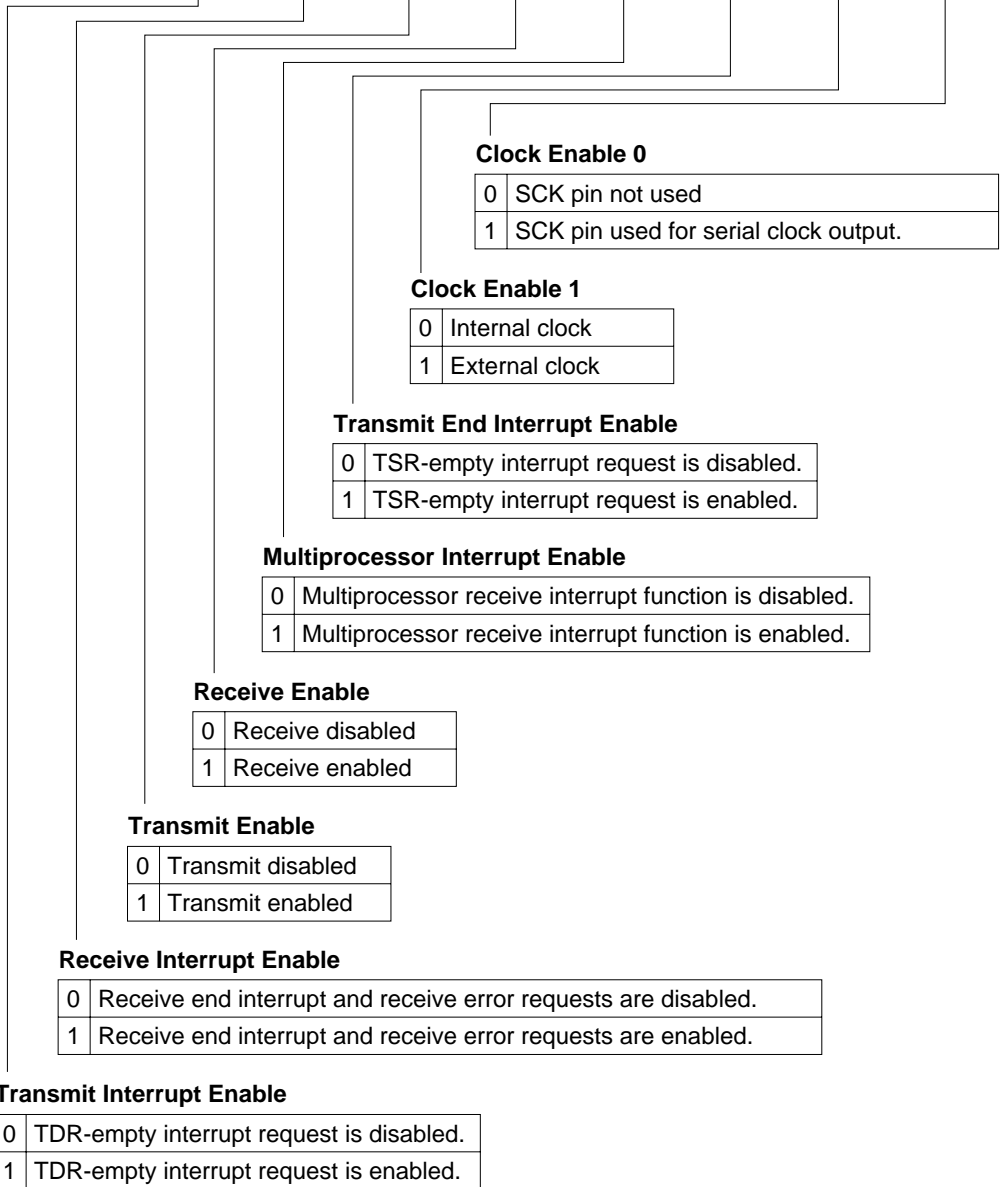 Clock Enable 0
0 SCK pin not used
1 SCK pin used for serial clock output.
Clock Enable 1
0 Internal clock
1 External clock
Transmit End Interrupt Enable
0 TSR-empty interrupt request is disabled.
1 TSR-empty interrupt request is enabled.
Multiprocessor Interrupt Enable
0 Multiprocessor receive interrupt function is disabled.
1 Multiprocessor receive interrupt function is enabled.
Receive Enable
0 Receive disabled
1 Receive enabled
Transmit Enable
0 Transmit disabled
1 Transmit enabled
Receive Interrupt Enable
0 Receive end interrupt and receive error requests are disabled.
1 Receive end interrupt and receive error requests are enabled.
Transmit Interrupt Enable
0 TDR-empty interrupt request is disabled.
1 TDR-empty interrupt request is enabled.